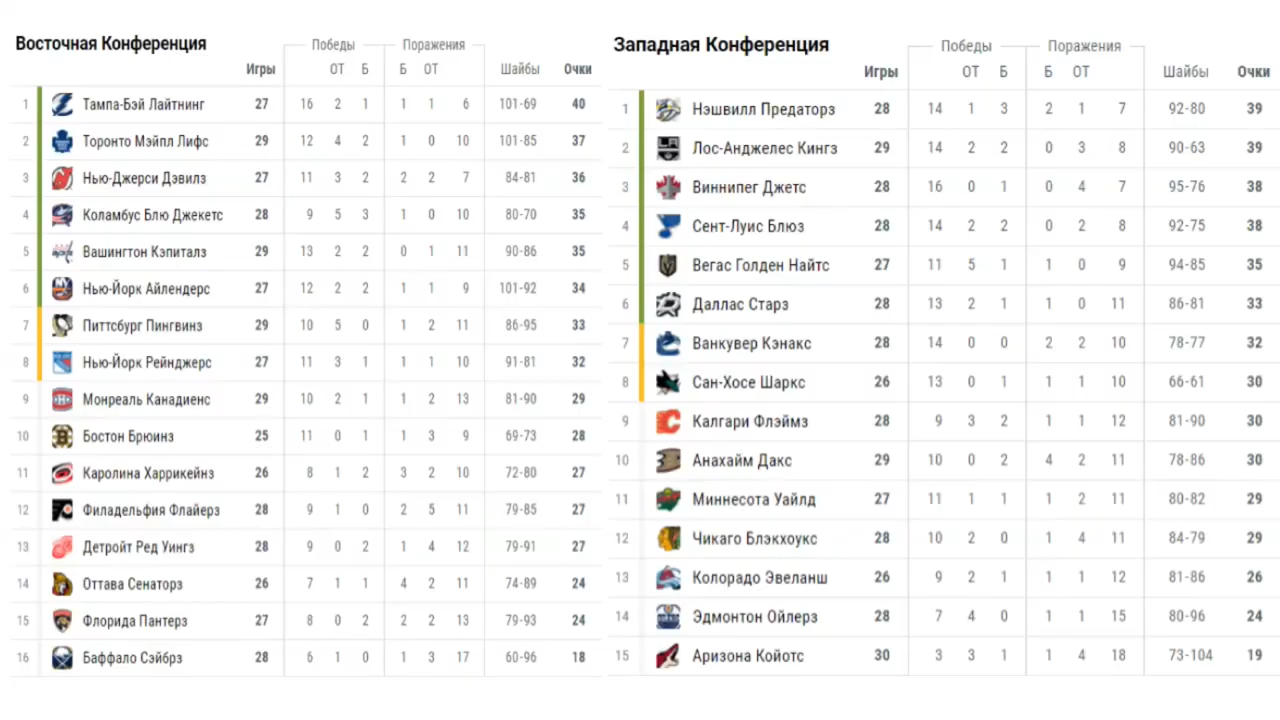 Восточная Конференция
Победы Поражения
Игры ОТ Б Б ОТ Шайбы Очки
1 Тампа-Бэй Лайтнинг 27 16 2 1 1 1 6 101-69 40
2 Торонто Мэйпл Лифс 29 12 4 2 1 0 10 101-85 37
3 Нью-Джерси Дэвилз 27 11 3 2 2 2 7 84-81 36
4 Коламбус Блю Джекетс 28 9 5 3 1 0 10 80-70 35
5 Вашингтон Кэпиталз 29 13 2 2 0 1 11 90-86 35
6 Нью-Йорк Айлендерс 27 12 2 2 1 1 9 101-92 34
7 Питтсбург Пингвинз 29 10 5 0 1 2 11 86-95 33
8 Нью-Йорк Рейнджерс 27 11 3 1 1 1 10 91-81 32
9 Монреаль Канадиенс 29 10 2 1 1 2 13 81-90 29
10 Бостон Брюинз 25 11 0 1 1 3 9 69-73 28
11 Каролина Харрикейнз 26 8 1 2 3 2 10 72-80 27
12 Филадельфия Флайерз 28 9 1 0 2 5 11 79-85 27
13 Детройт Ред Уингз 28 9 0 2 1 4 12 79-91 27
14 Оттава Сенаторз 26 7 1 1 4 2 11 74-89 24
15 Флорида Пантерз 27 8 0 2 2 2 13 79-93 24
16 Баффало Сэйбрз 28 6 1 0 1 3 17 60-96 18
Западная Конференция
Победы Поражения
Игры ОТ Б Б ОТ Шайбы Очки
1 Нэшвилл Предаторз 28 14 1 3 2 1 7 92-80 39
2 Лос-Анджелес Кингз 29 14 2 2 0 3 8 90-63 39
3 Виннипег Джетс 28 16 0 1 0 4 7 95-76 38
4 Сент-Луис Блюз 28 14 2 2 0 2 8 92-75 38
5 Вегас Голден Найтс 27 11 5 1 1 0 9 94-85 35
6 Даллас Старз 28 13 2 1 1 0 11 86-81 33
7 Ванкувер Кэнакс 28 14 0 0 2 2 10 78-77 32
8 Сан-Хосе Шаркс 26 13 0 1 1 1 10 66-61 30
9 Калгари Флэймз 28 9 3 2 1 1 12 81-90 30
10 Анахайм Дакс 29 10 0 2 4 2 11 78-86 30
11 Миннесота Уайлд 27 11 1 1 1 2 11 80-82 29
12 Чикаго Блэкхоукс 28 10 2 0 1 4 11 84-79 29
13 Колорадо Эвеланш 26 9 2 1 1 1 12 81-86 26
14 Эдмонтон Ойлерз 28 7 4 0 1 1 15 80-96 24
15 Аризона Койотс 30 3 3 1 1 4 18 73-104 19